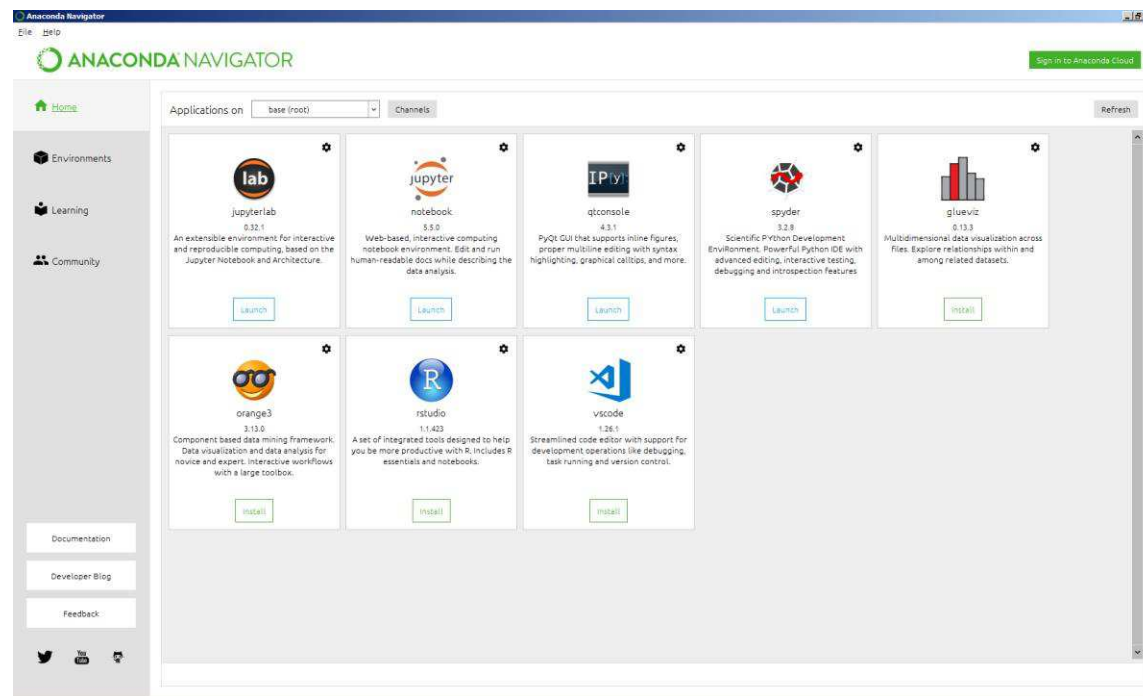 Anaconda Navigator
File Help
ANACONDA NAVIGATOR
Sign in to Anaconda Cloud
Home
Environments
Learning
Community
Documentation
Developer Blog
Feedback
You
Tube
Applications on base (root) Channels Refresh
lab
jupyterlab
0.32.1
An extensible environment for interactive
and reproducible computing, based on the
Jupyter Notebook and Architecture.
Launch
jupyter
notebook
5.5.0
Web-based, interactive computing
notebook environment. Edit and run
human-readable docs while describing the
data analysis.
Launch
IP[y]:
qtconsole
4.3.1
PyQt GUI that supports inline figures,
proper multiline editing with syntax
highlighting, graphical calltips, and more.
Launch
spyder
3.2.8
Scientific PYthon Development
EnviRonment. Powerful Python IDE with
advanced editing, interactive testing,
debugging and introspection features
Launch
glueviz
0.13.3
Multidimensional data visualization across
files. Explore relationships within and
among related datasets.
Install
orange3
3.13.0
Component based data mining framework.
Data visualization and data analysis for
novice and expert. Interactive workflows
with a large toolbox.
Install
R
rstudio
1.1.423
A set of integrated tools designed to help
you be more productive with R. Includes R
essentials and notebooks.
Install
vscode
1.26.1
Streamlined code editor with support for
development operations like debugging,
task running and version control.
Install